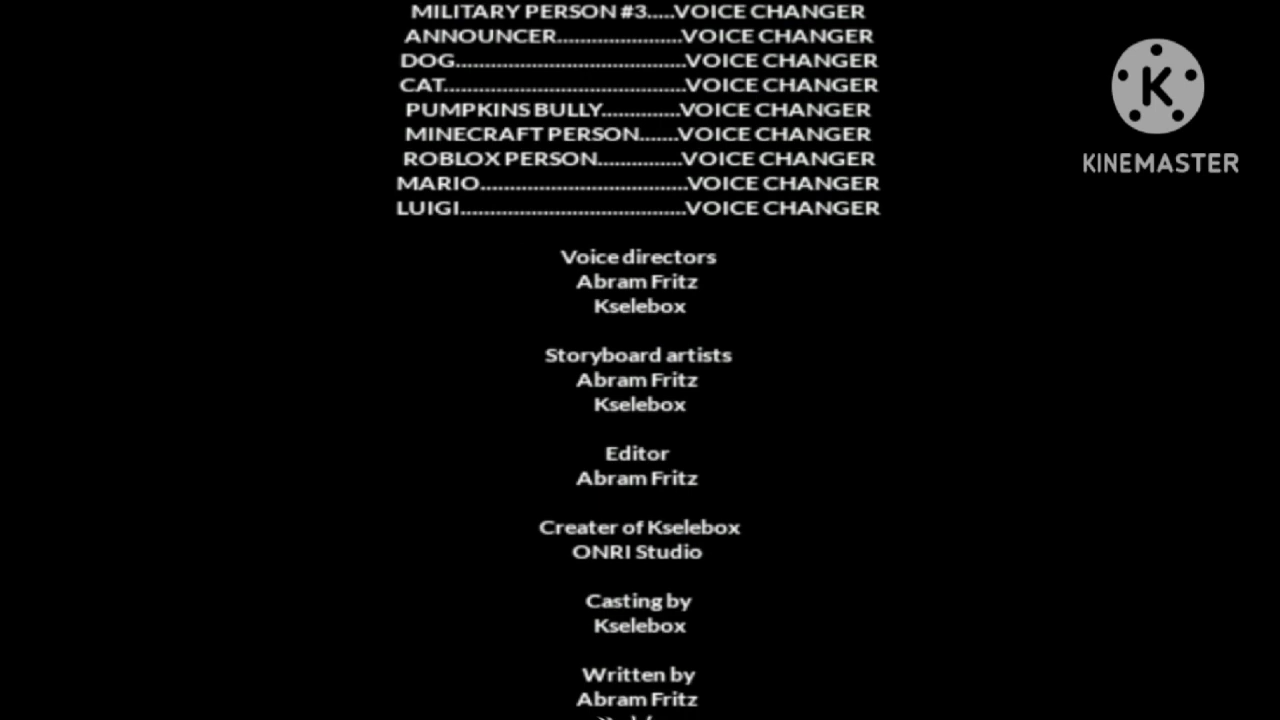 MILITARY PERSON #3.....VOICE CHANGER
ANNOUNCER.....................VOICE CHANGER
DOG.......................................VOICE CHANGER
CAT.........................................VOICE CHANGER
PUMPKINS BULLY.............VOICE CHANGER
MINECRAFT PERSON.......VOICE CHANGER
ROBLOX PERSON..............VOICE CHANGER
MARIO...................................VOICE CHANGER
LUIGI......................................VOICE CHANGER
Voice directors
Abram Fritz
Kselebox
Storyboard artists
Abram Fritz
Kselebox
Editor
Abram Fritz
Creater of Kselebox
ONRI Studio
Casting by
Kselebox
Written by
Abram Fritz
K
KINEMASTER